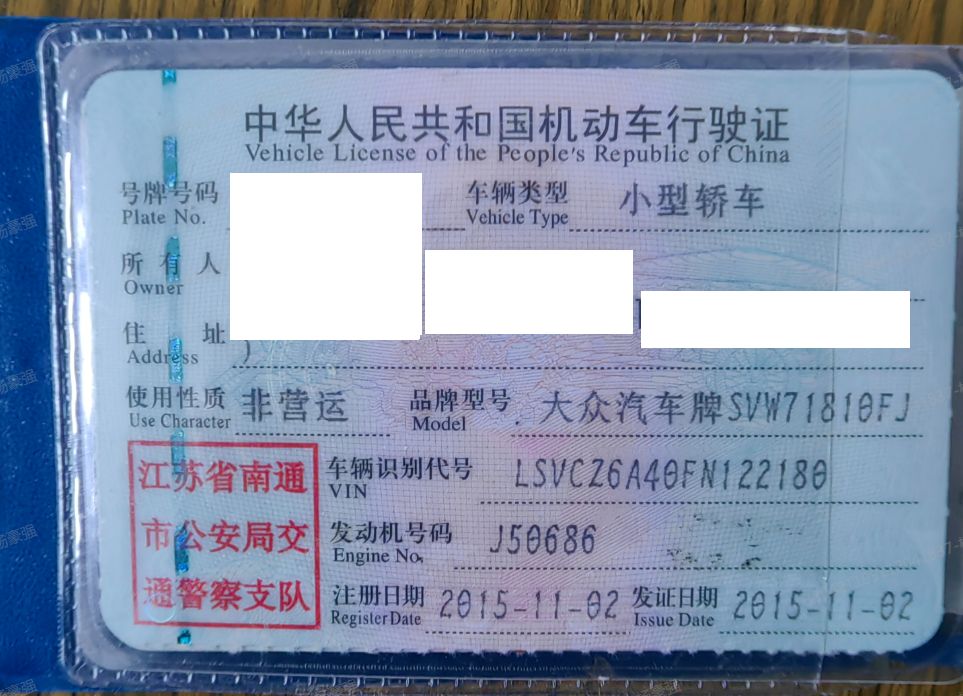 中华人民共和国机动车行驶证
Vehicle License of the People's Republic of China
号牌号码 车辆类型 小型轿车
Plate No. Vehicle Type
所有人
Owner
住址
Address )
使用性质 非营运 品牌型号 大众汽车牌SVW71810FJ
Use Character Model
江苏省南通
市公安局交
通警察支队
车辆识别代号 LSVCZ6A40FN122180
VIN
发动机号码 J50686
Engine No.
注册日期 2015-11-02 发证日期 2015-11-02
Register Date Issue Date